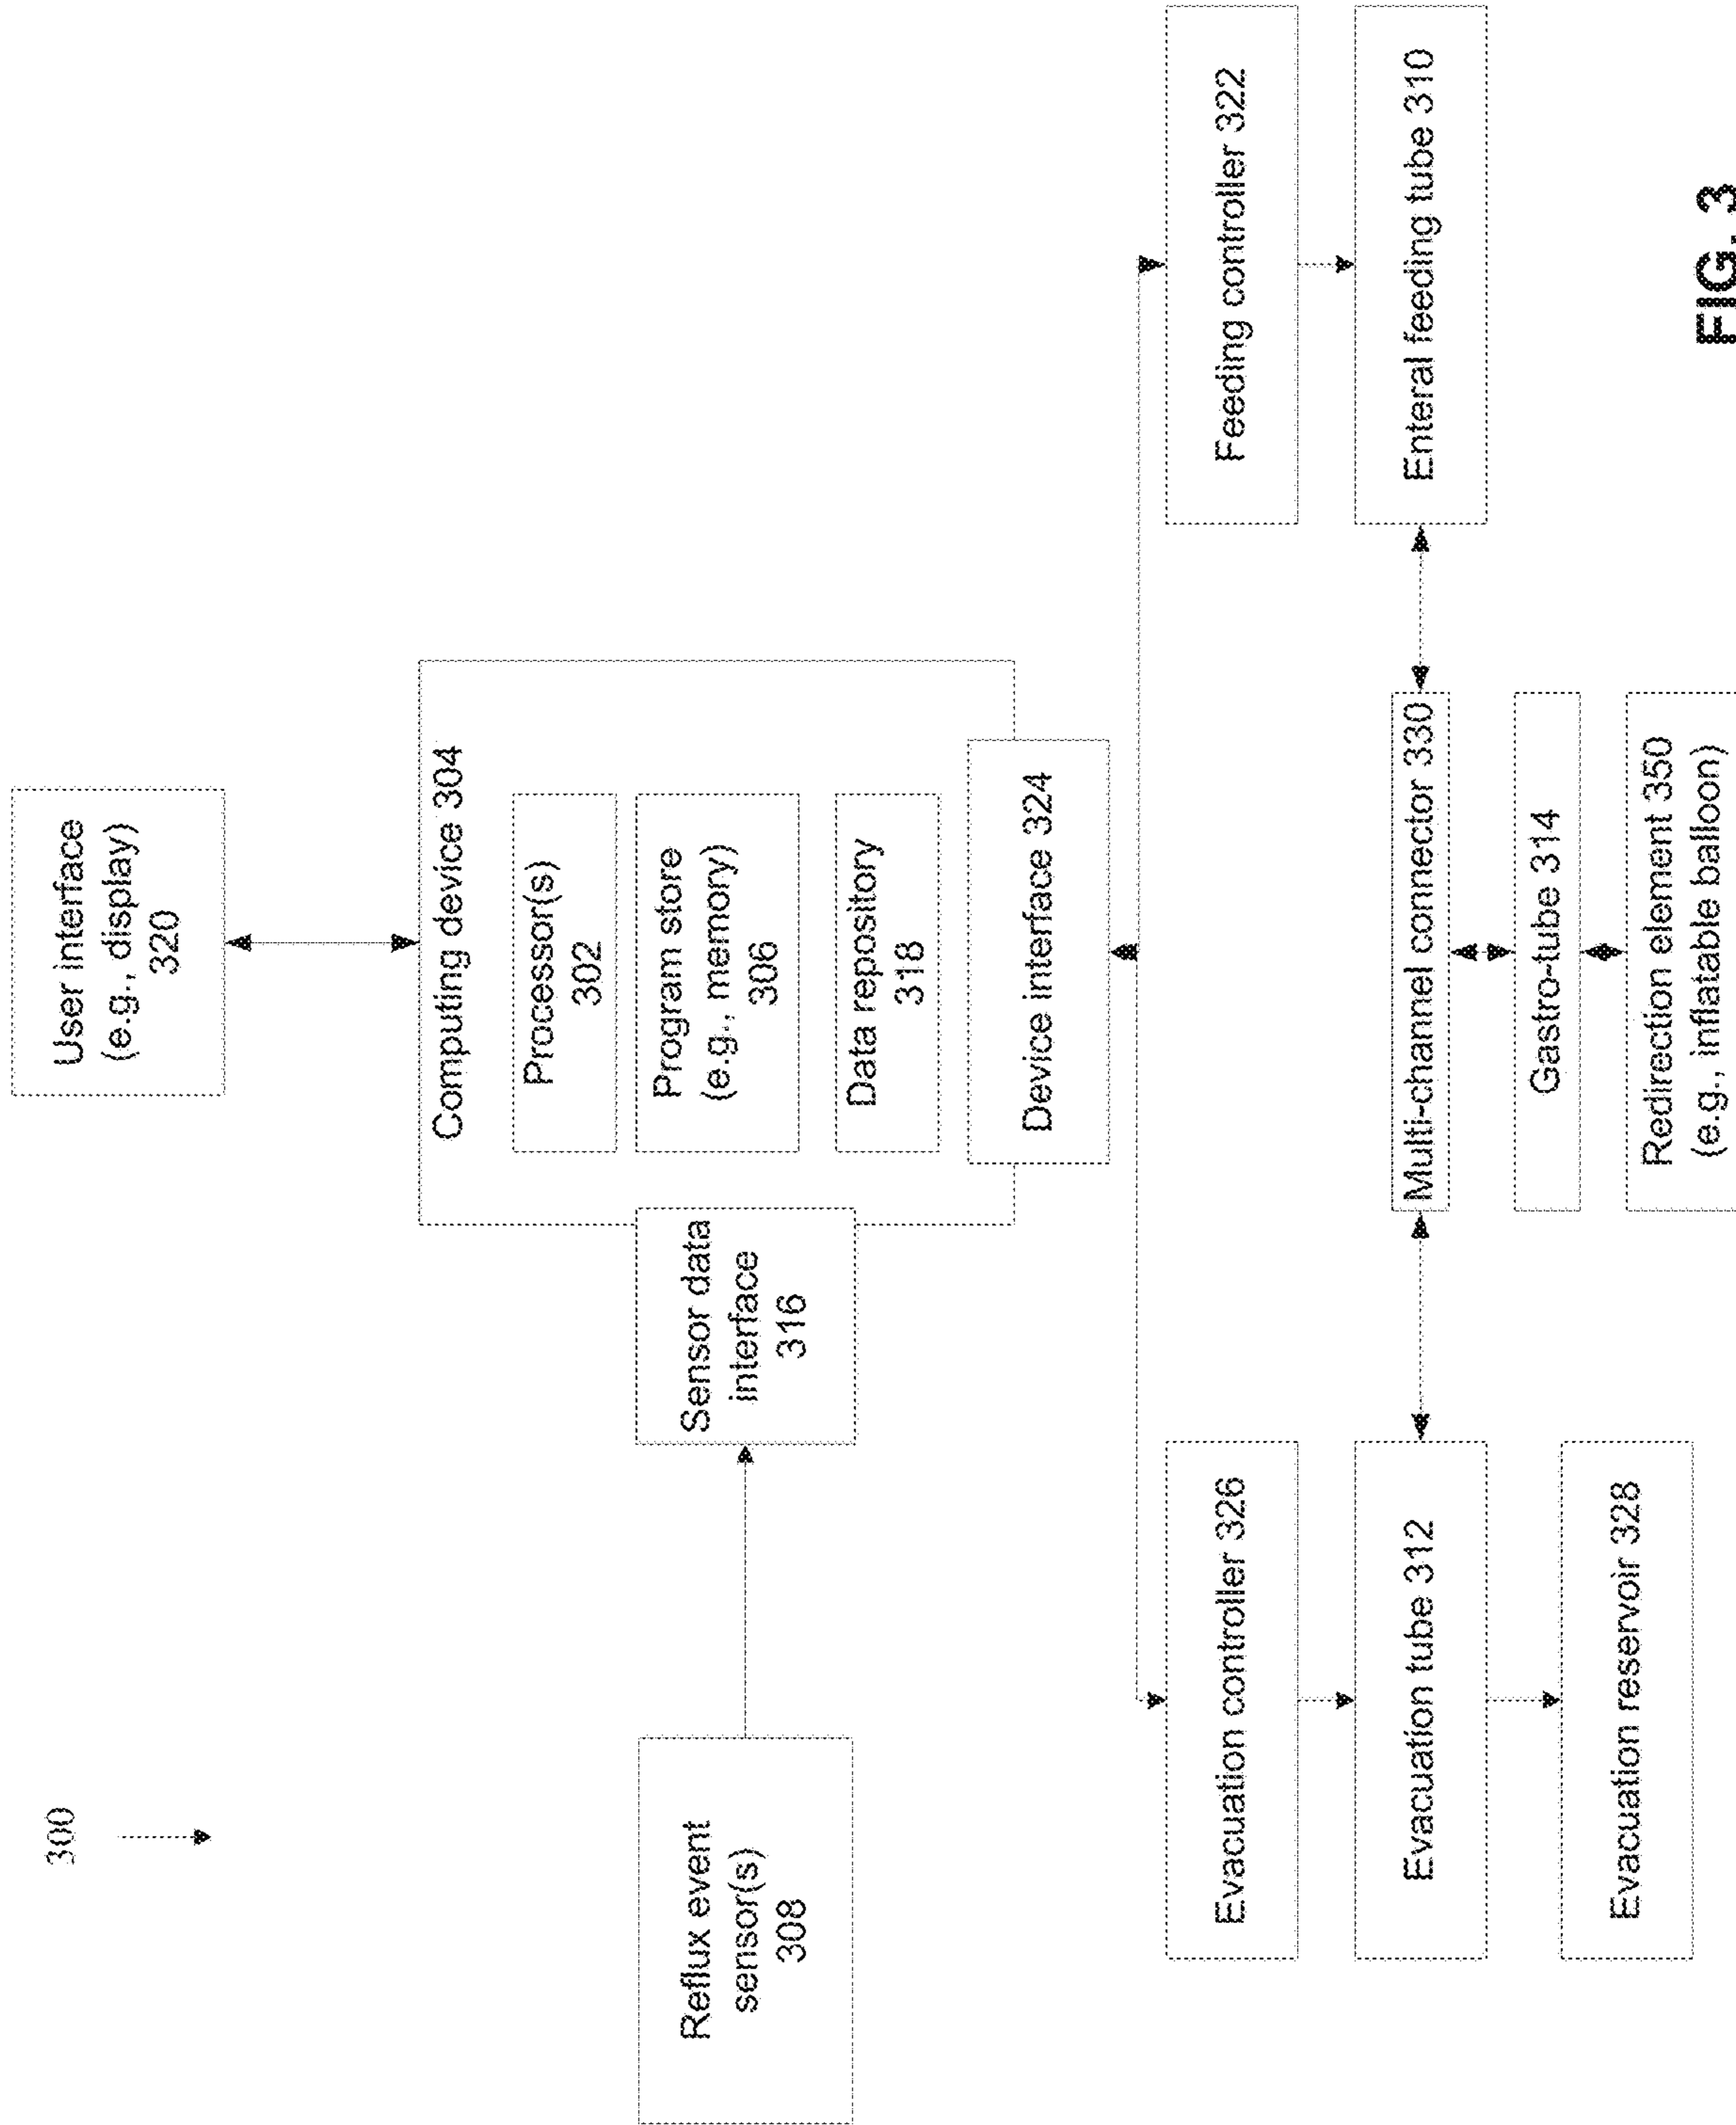 300
User interface
(e.g., display)
320
Computing device 304
Processor(s)
302
Program store
(e.g., memory)
306
Data repository
318
Device interface 324
Sensor data
interface
316
Reflux event
sensor(s)
308
Evacuation controller 326
Evacuation tube 312
Evacuation reservoir 328
Multi-channel connector 330
Gastro-tube 314
Redirection element 350
(e.g., inflatable balloon)
Feeding controller 322
Enteral feeding tube 310
FIG. 3